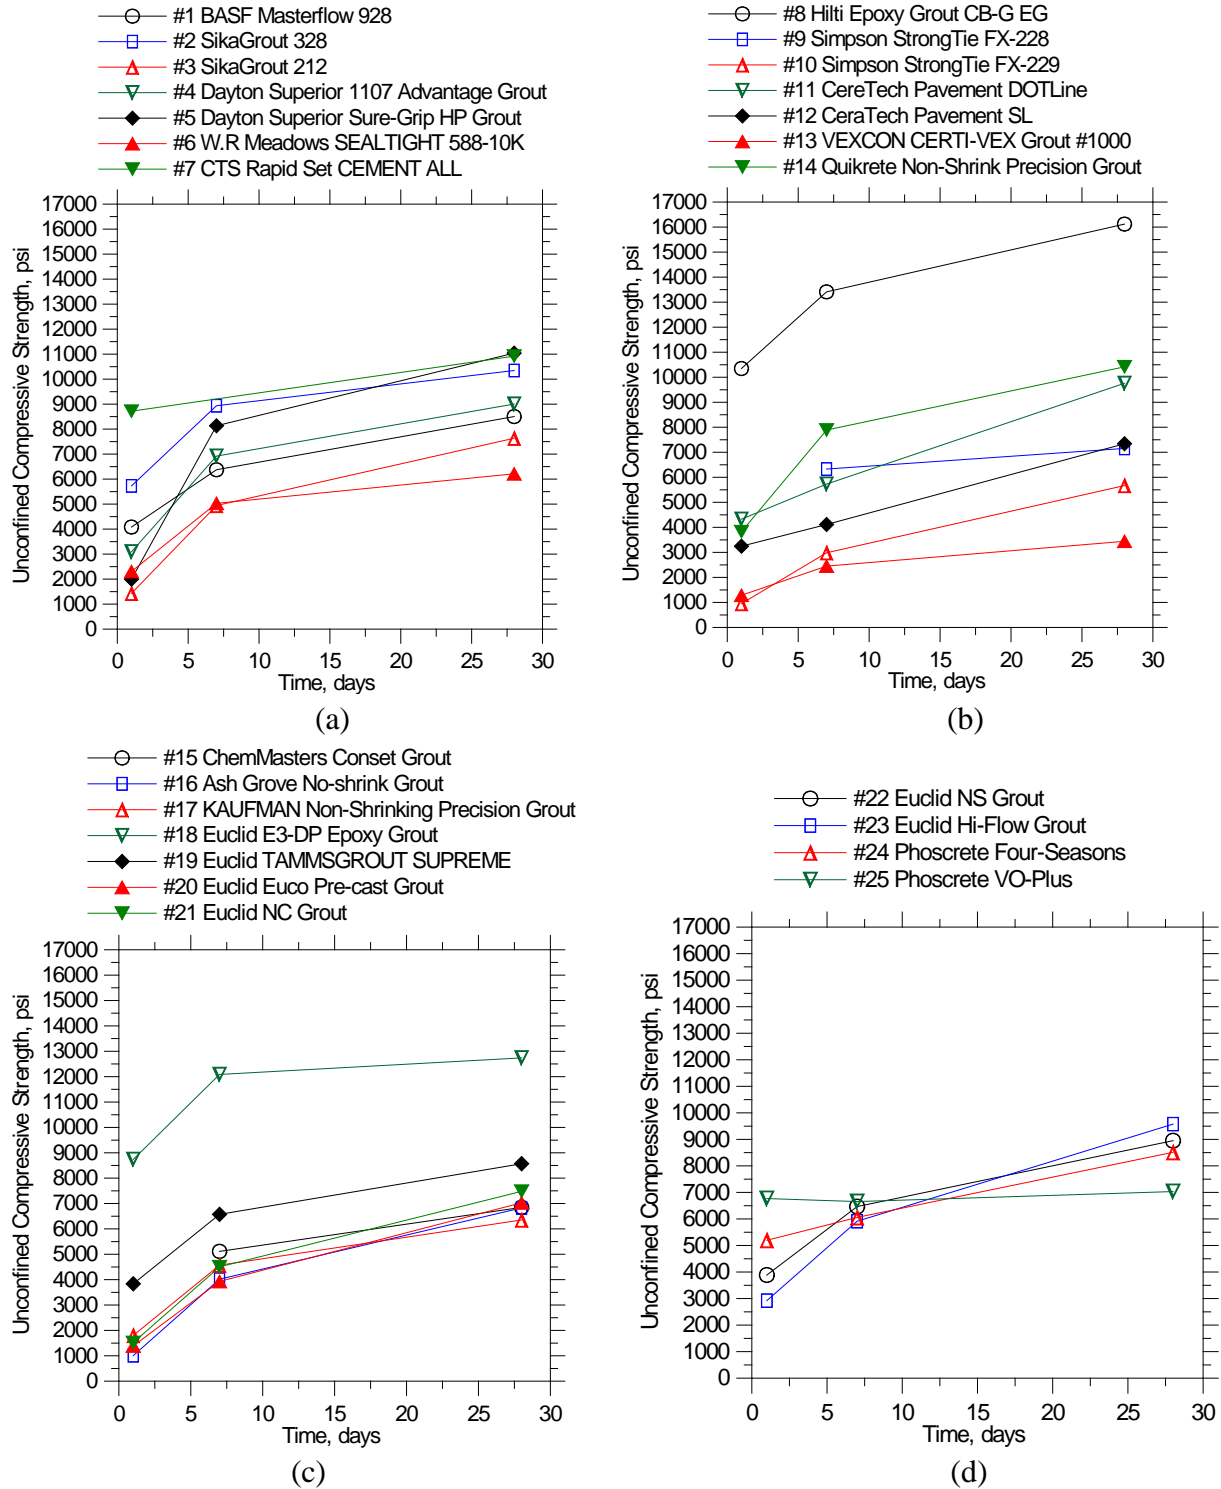 #1 BASF Masterflow 928
#2 SikaGrout 328
#3 SikaGrout 212
#4 Dayton Superior 1107 Advantage Grout
#5 Dayton Superior Sure-Grip HP Grout
#6 W.R Meadows SEALTIGHT 588-10K
#7 CTS Rapid Set CEMENT ALL
17000
16000
15000
14000
13000
12000
11000
10000
9000
8000
7000
6000
5000
4000
3000
2000
1000
0
Unconfined Compressive Strength, psi
0 5 10 15 20 25 30
Time, days
(a)
#8 Hilti Epoxy Grout CB-G EG
#9 Simpson StrongTie FX-228
#10 Simpson StrongTie FX-229
#11 CereTech Pavement DOTLine
#12 CeraTech Pavement SL
#13 VEXCON CERTI-VEX Grout #1000
#14 Quikrete Non-Shrink Precision Grout
17000
16000
15000
14000
13000
12000
11000
10000
9000
8000
7000
6000
5000
4000
3000
2000
1000
0
Unconfined Compressive Strength, psi
0 5 10 15 20 25 30
Time, days
(b)
#15 ChemMasters Conset Grout
#16 Ash Grove No-shrink Grout
#17 KAUFMAN Non-Shrinking Precision Grout
#18 Euclid E3-DP Epoxy Grout
#19 Euclid TAMMSGROUT SUPREME
#20 Euclid Euco Pre-cast Grout
#21 Euclid NC Grout
17000
16000
15000
14000
13000
12000
11000
10000
9000
8000
7000
6000
5000
4000
3000
2000
1000
0
Unconfined Compressive Strength, psi
0 5 10 15 20 25 30
Time, days
(c)
#22 Euclid NS Grout
#23 Euclid Hi-Flow Grout
#24 Phoscrete Four-Seasons
#25 Phoscrete VO-Plus
17000
16000
15000
14000
13000
12000
11000
10000
9000
8000
7000
6000
5000
4000
3000
2000
1000
0
Unconfined Compressive Strength, psi
0 5 10 15 20 25 30
Time, days
(d)